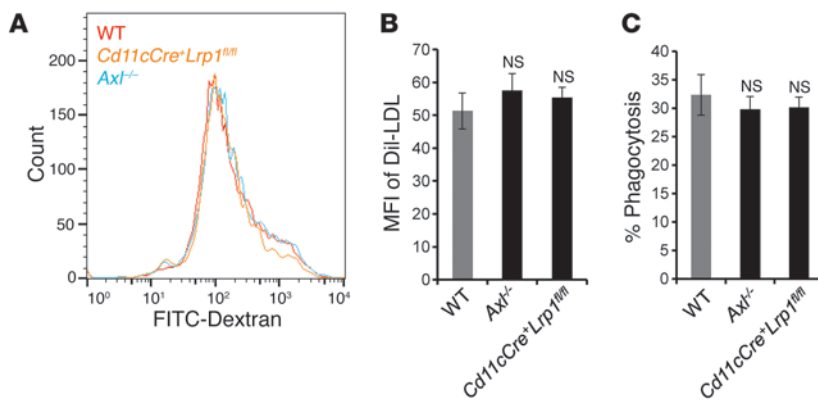 A
WT
Cd11cCre⁺Lrp1ᶠˡ/ᶠˡ
Axl⁻/⁻
Count
200
150
100
50
0
10⁰ 10¹ 10² 10³ 10⁴
FITC-Dextran
B
MFI of Dil-LDL
70
60
50
40
30
20
10
0
NS NS
WT
Axl⁻/⁻
Cd11cCre⁺Lrp1ᶠˡ/ᶠˡ
C
% Phagocytosis
40
35
30
25
20
15
10
5
0
NS NS
WT
Axl⁻/⁻
Cd11cCre⁺Lrp1ᶠˡ/ᶠˡ